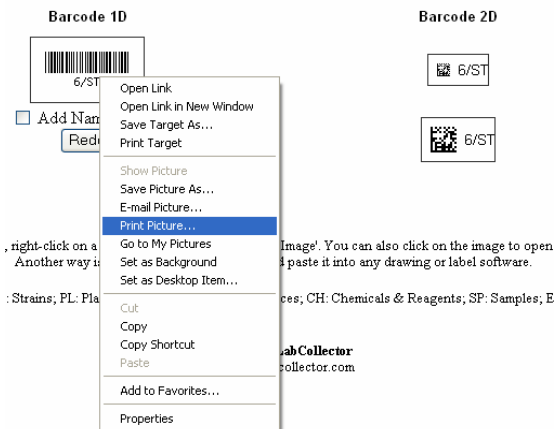 Barcode 1D
Barcode 2D
6/ST
6/ST
6/ST
Add Nam
Redu
Open Link
Open Link in New Window
Save Target As...
Print Target
Show Picture
Save Picture As...
E-mail Picture...
Print Picture...
Go to My Pictures
Set as Background
Set as Desktop Item...
Cut
Copy
Copy Shortcut
Paste
Add to Favorites...
Properties
, right-click on a Image'. You can also click on the image to open
Another way is paste it into any drawing or label software.
: Strains; PL: Pla ces; CH: Chemicals & Reagents; SP: Samples; E
abCollector
collector.com